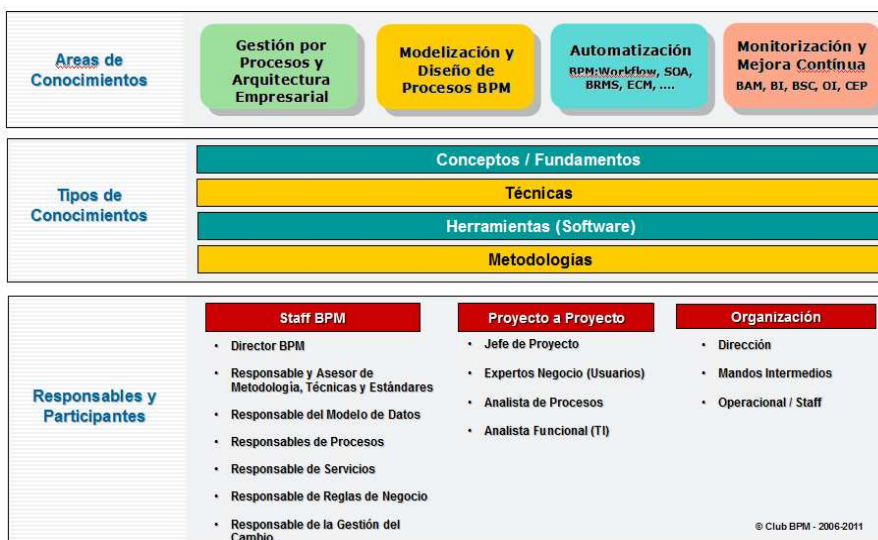 Areas de
Conocimientos
Gestión por
Procesos y
Arquitectura
Empresarial
Modelización y
Diseño de
Procesos BPM
Automatización
BPM:Workflow, SOA,
BRMS, ECM, ....
Monitorización y
Mejora Contínua
BAM, BI, BSC, OI, CEP
Tipos de
Conocimientos
Conceptos / Fundamentos
Técnicas
Herramientas (Software)
Metodologías
Responsables y
Participantes
Staff BPM
• Director BPM
• Responsable y Asesor de
Metodología, Técnicas y Estándares
• Responsable del Modelo de Datos
• Responsables de Procesos
• Responsable de Servicios
• Responsable de Reglas de Negocio
• Responsable de la Gestión del
Cambio
Proyecto a Proyecto
• Jefe de Proyecto
• Expertos Negocio (Usuarios)
• Analista de Procesos
• Analista Funcional (TI)
Organización
• Dirección
• Mandos Intermedios
• Operacional / Staff
© Club BPM - 2006-2011